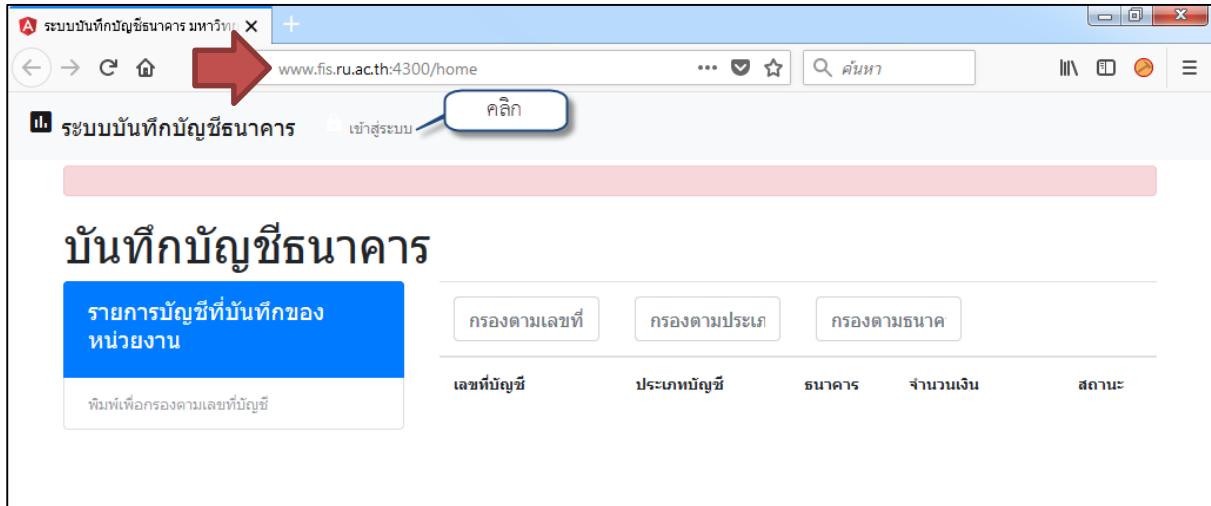 ระบบบันทึกบัญชีธนาคาร มหาวิทย
www.fis.ru.ac.th:4300/home
ค้นหา
ระบบบันทึกบัญชีธนาคาร เข้าสู่ระบบ คลิก
บันทึกบัญชีธนาคาร
รายการบัญชีที่บันทึกของ
หน่วยงาน
พิมพ์เพื่อกรองตามเลขที่บัญชี
กรองตามเลขที่ กรองตามประเภ กรองตามธนาค
เลขที่บัญชี ประเภทบัญชี ธนาคาร จำนวนเงิน สถานะ